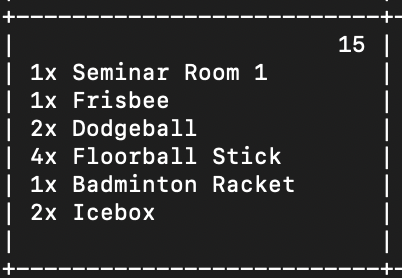 15
1x Seminar Room 1
1x Frisbee
2x Dodgeball
4x Floorball Stick
1x Badminton Racket
2x Icebox